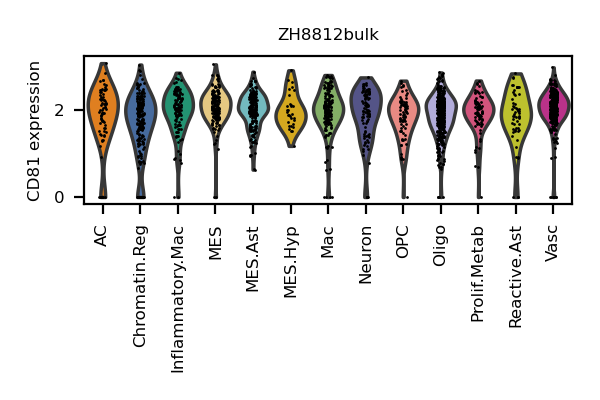 ZH8812bulk
CD81 expression
2
0
AC
Chromatin.Reg
Inflammatory.Mac
MES
MES.Ast
MES.Hyp
Mac
Neuron
OPC
Oligo
Prolif.Metab
Reactive.Ast
Vasc